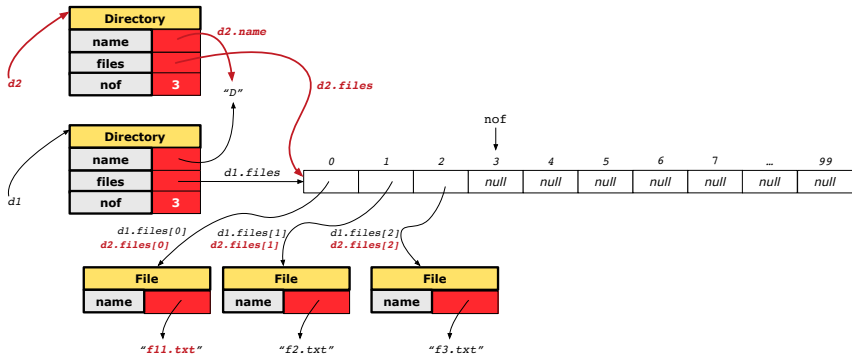 Directory
name
files
nof 3
d2
d2.name
d2.files
"D"
Directory
name
files
nof 3
d1
d1.files
nof
0 1 2 3 4 5 6 7 … 99
null null null null null null null
d1.files[0]
d2.files[0]
d1.files[1]
d2.files[1]
d1.files[2]
d2.files[2]
File
name
File
name
File
name
"f11.txt"
"f2.txt"
"f3.txt"